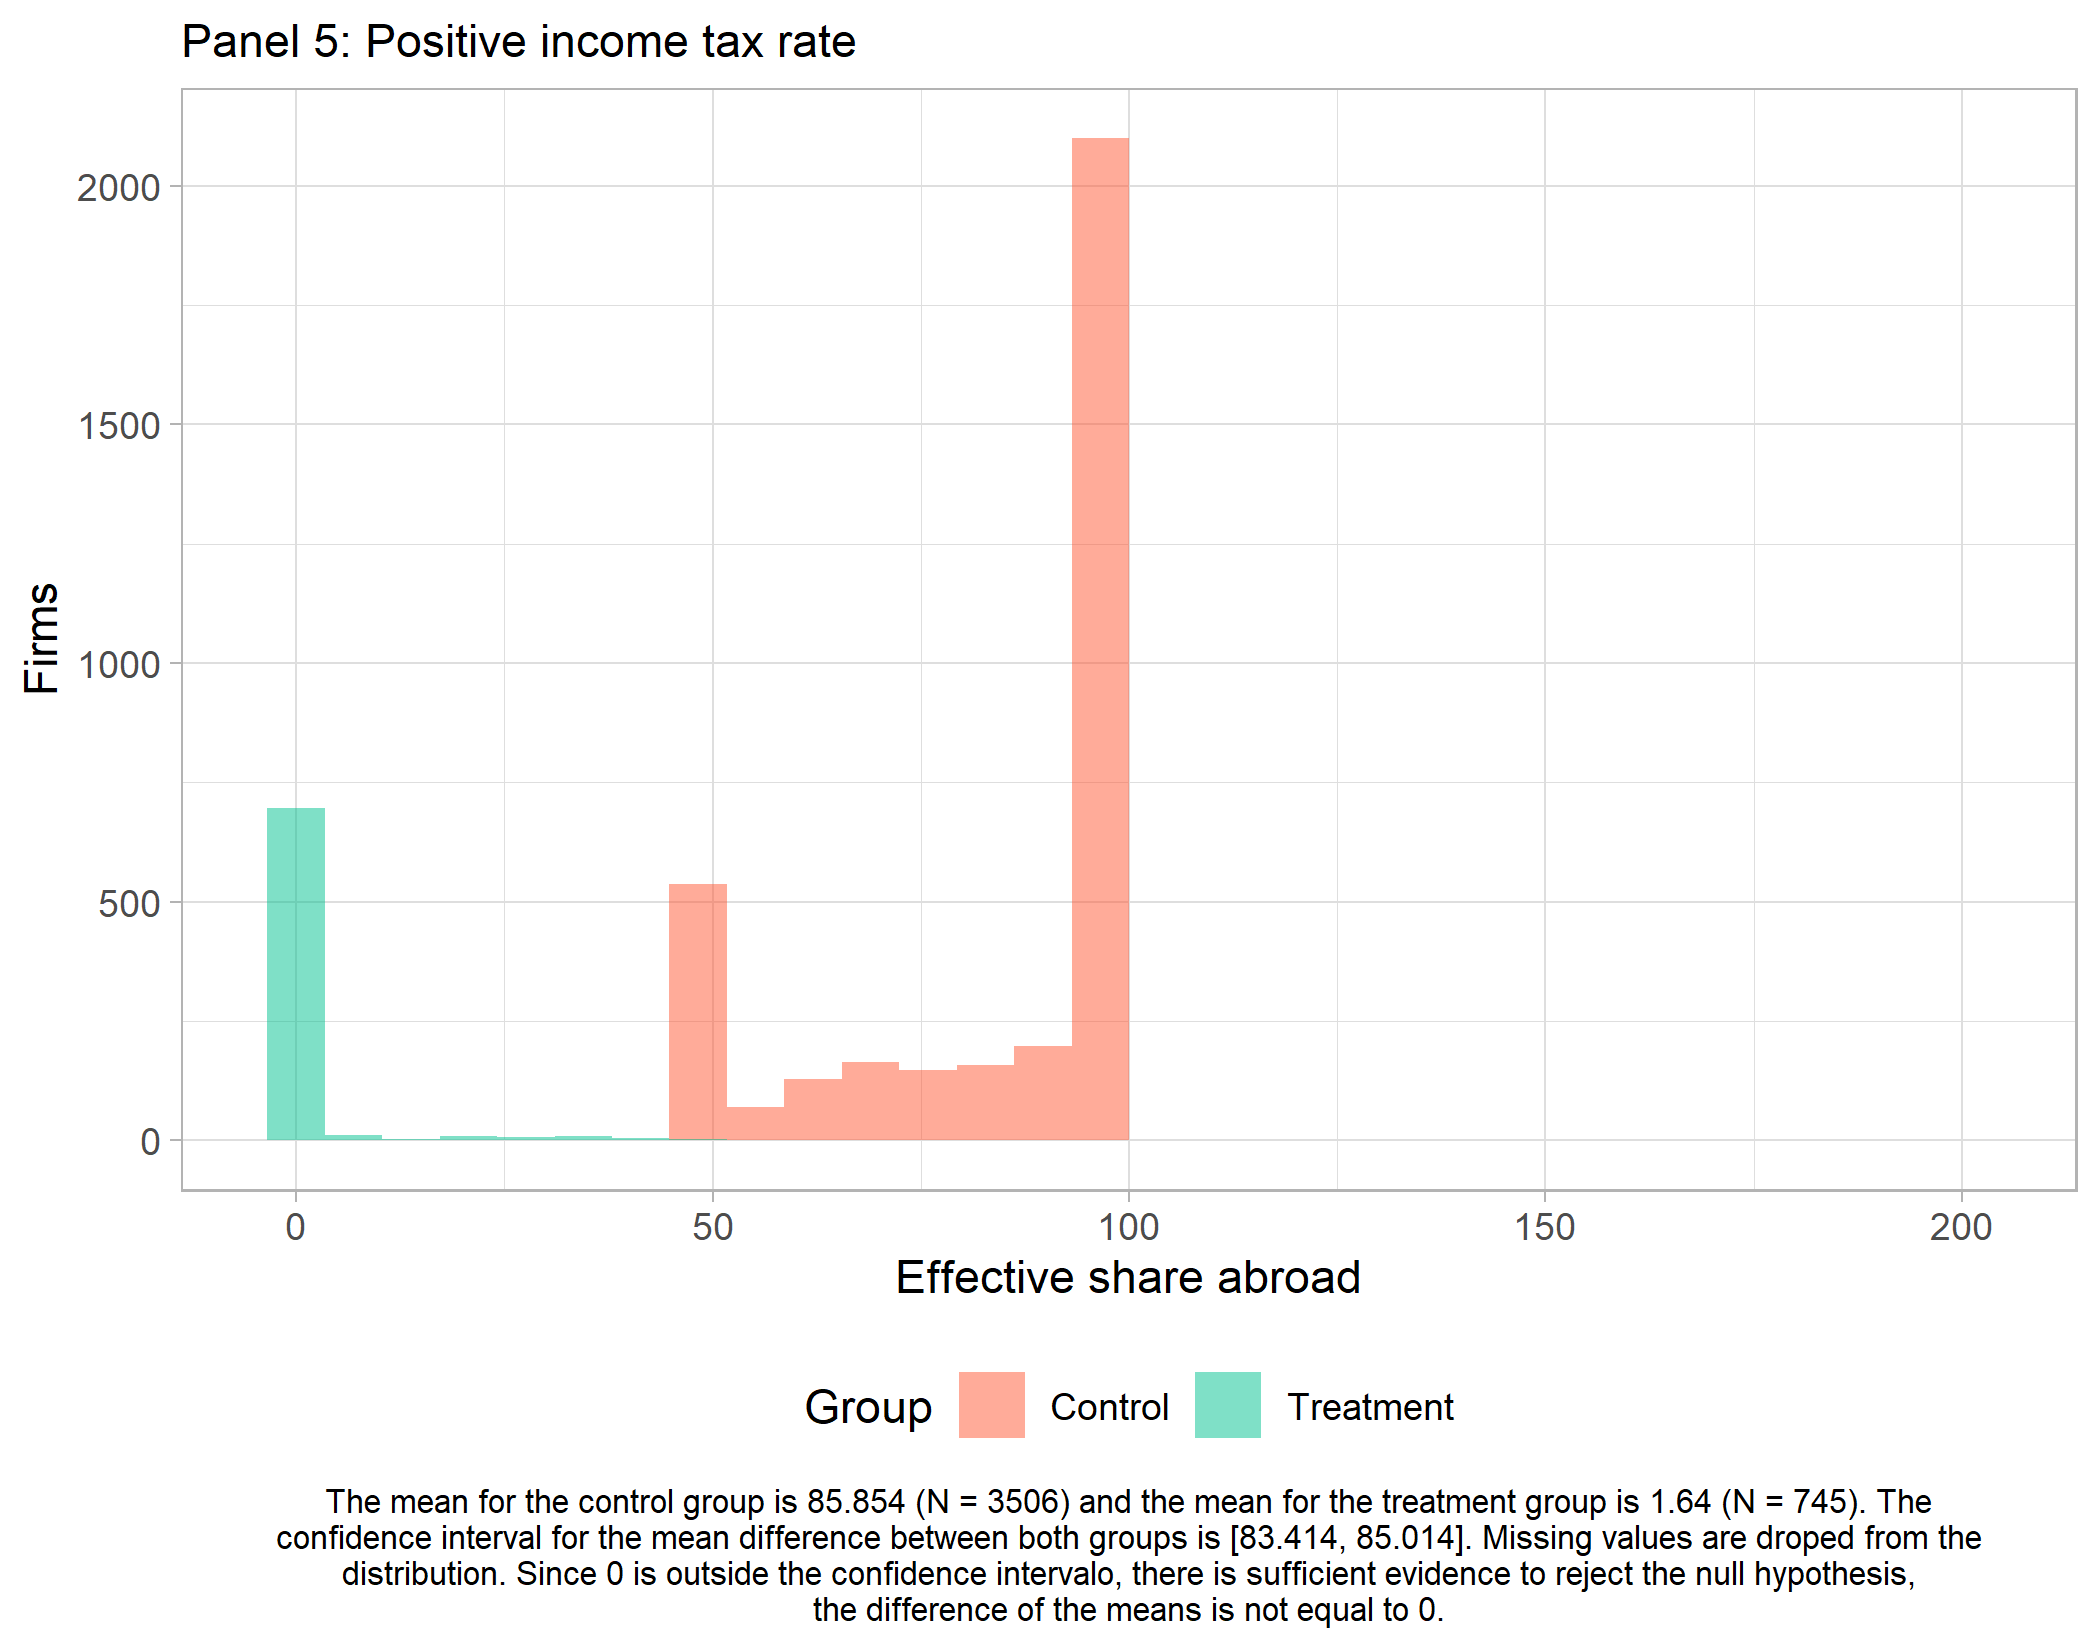 Panel 5: Positive income tax rate
2000
1500
1000
500
0
Firms
0 50 100 150 200
Effective share abroad
Group Control Treatment
The mean for the control group is 85.854 (N = 3506) and the mean for the treatment group is 1.64 (N = 745). The
confidence interval for the mean difference between both groups is [83.414, 85.014]. Missing values are droped from the
distribution. Since 0 is outside the confidence intervalo, there is sufficient evidence to reject the null hypothesis,
the difference of the means is not equal to 0.